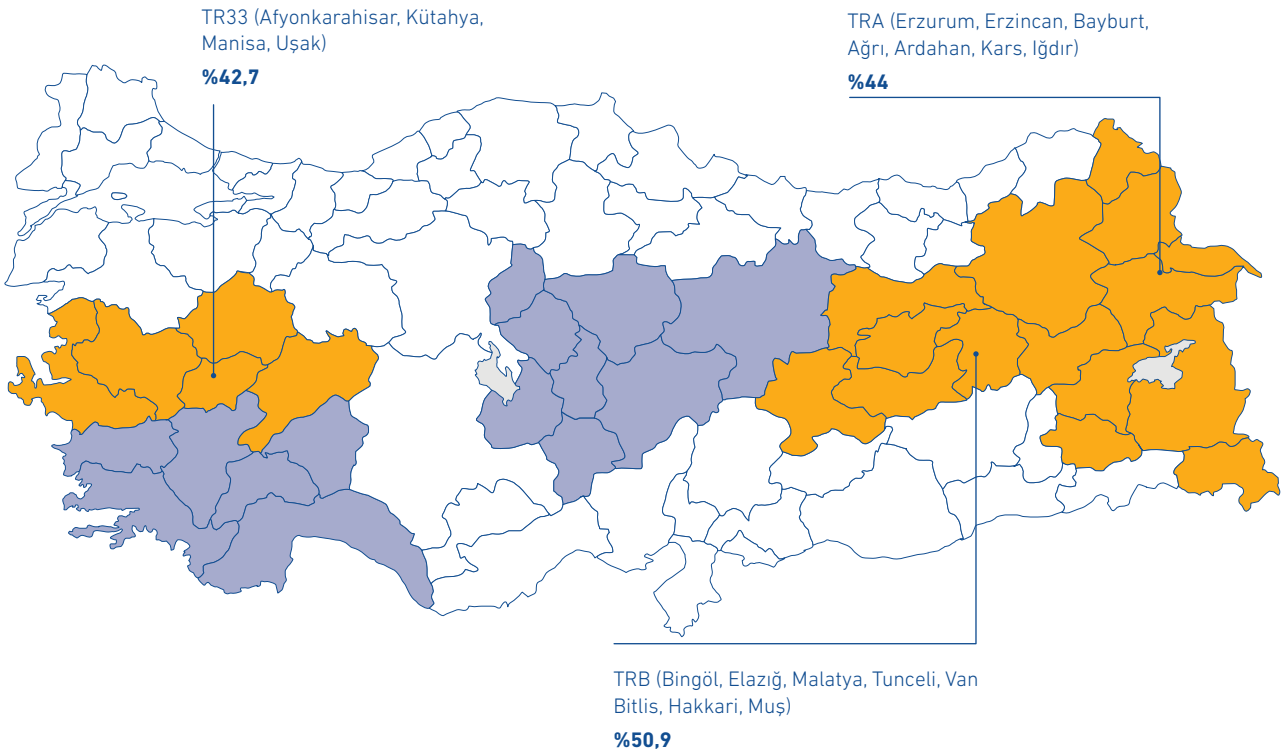 TR33 (Afyonkarahisar, Kütahya,
Manisa, Uşak)
%42,7
TRA (Erzurum, Erzincan, Bayburt,
Ağrı, Ardahan, Kars, Iğdır)
%44
TRB (Bingöl, Elazığ, Malatya, Tunceli, Van
Bitlis, Hakkari, Muş)
%50,9